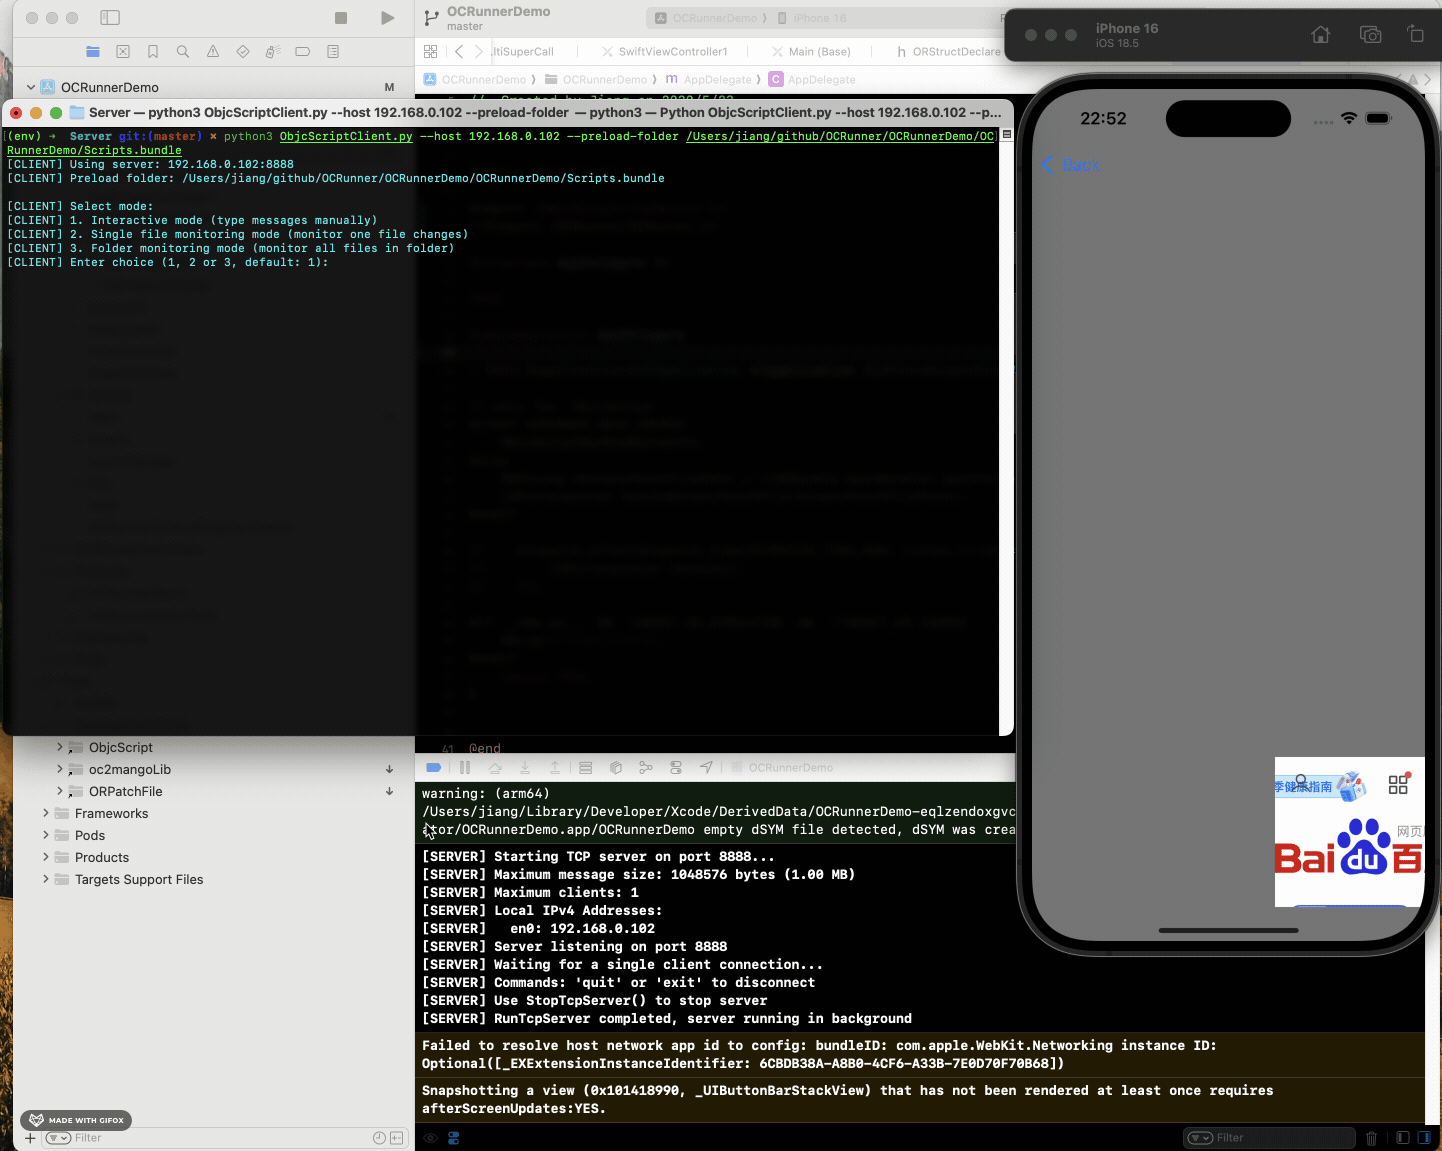 OCRunnerDemo
master
OCRunnerDemo
iPhone 16
ItiSuperCall
SwiftViewController1
Main (Base)
ORStructDeclare
OCRunnerDemo
M
OCRunnerDemo
OCRunnerDemo
AppDelegate
AppDelegate
Server — python3 ObjcScriptClient.py --host 192.168.0.102 --preload-folder — python3 — Python ObjcScriptClient.py --host 192.168.0.102 --p...
(env) → Server git:(master) × python3 ObjcScriptClient.py --host 192.168.0.102 --preload-folder /Users/jiang/github/OCRunner/OCRunnerDemo/OC
RunnerDemo/Scripts.bundle
[CLIENT] Using server: 192.168.0.102:8888
[CLIENT] Preload folder: /Users/jiang/github/OCRunner/OCRunnerDemo/OCRunnerDemo/Scripts.bundle
[CLIENT] Select mode:
[CLIENT] 1. Interactive mode (type messages manually)
[CLIENT] 2. Single file monitoring mode (monitor one file changes)
[CLIENT] 3. Folder monitoring mode (monitor all files in folder)
[CLIENT] Enter choice (1, 2 or 3, default: 1):
41 @end
ObjcScript
oc2mangoLib
ORPatchFile
Frameworks
Pods
Products
Targets Support Files
MADE WITH GIFOX
Filter
OCRunnerDemo
warning: (arm64)
/Users/jiang/Library/Developer/Xcode/DerivedData/OCRunnerDemo-eqlzendoxgvc
ator/OCRunnerDemo.app/OCRunnerDemo empty dSYM file detected, dSYM was crea
[SERVER] Starting TCP server on port 8888...
[SERVER] Maximum message size: 1048576 bytes (1.00 MB)
[SERVER] Maximum clients: 1
[SERVER] Local IPv4 Addresses:
[SERVER]   en0: 192.168.0.102
[SERVER] Server listening on port 8888
[SERVER] Waiting for a single client connection...
[SERVER] Commands: 'quit' or 'exit' to disconnect
[SERVER] Use StopTcpServer() to stop server
[SERVER] RunTcpServer completed, server running in background
Failed to resolve host network app id to config: bundleID: com.apple.WebKit.Networking instance ID:
Optional([_EXExtensionInstanceIdentifier: 6CBDB38A-A8B0-4CF6-A33B-7E0D70F70B68])
Snapshotting a view (0x101418990, _UIButtonBarStackView) that has not been rendered at least once requires
afterScreenUpdates:YES.
Filter
iPhone 16
iOS 18.5
22:52
Back
季健康指南
网页
Bai du 百